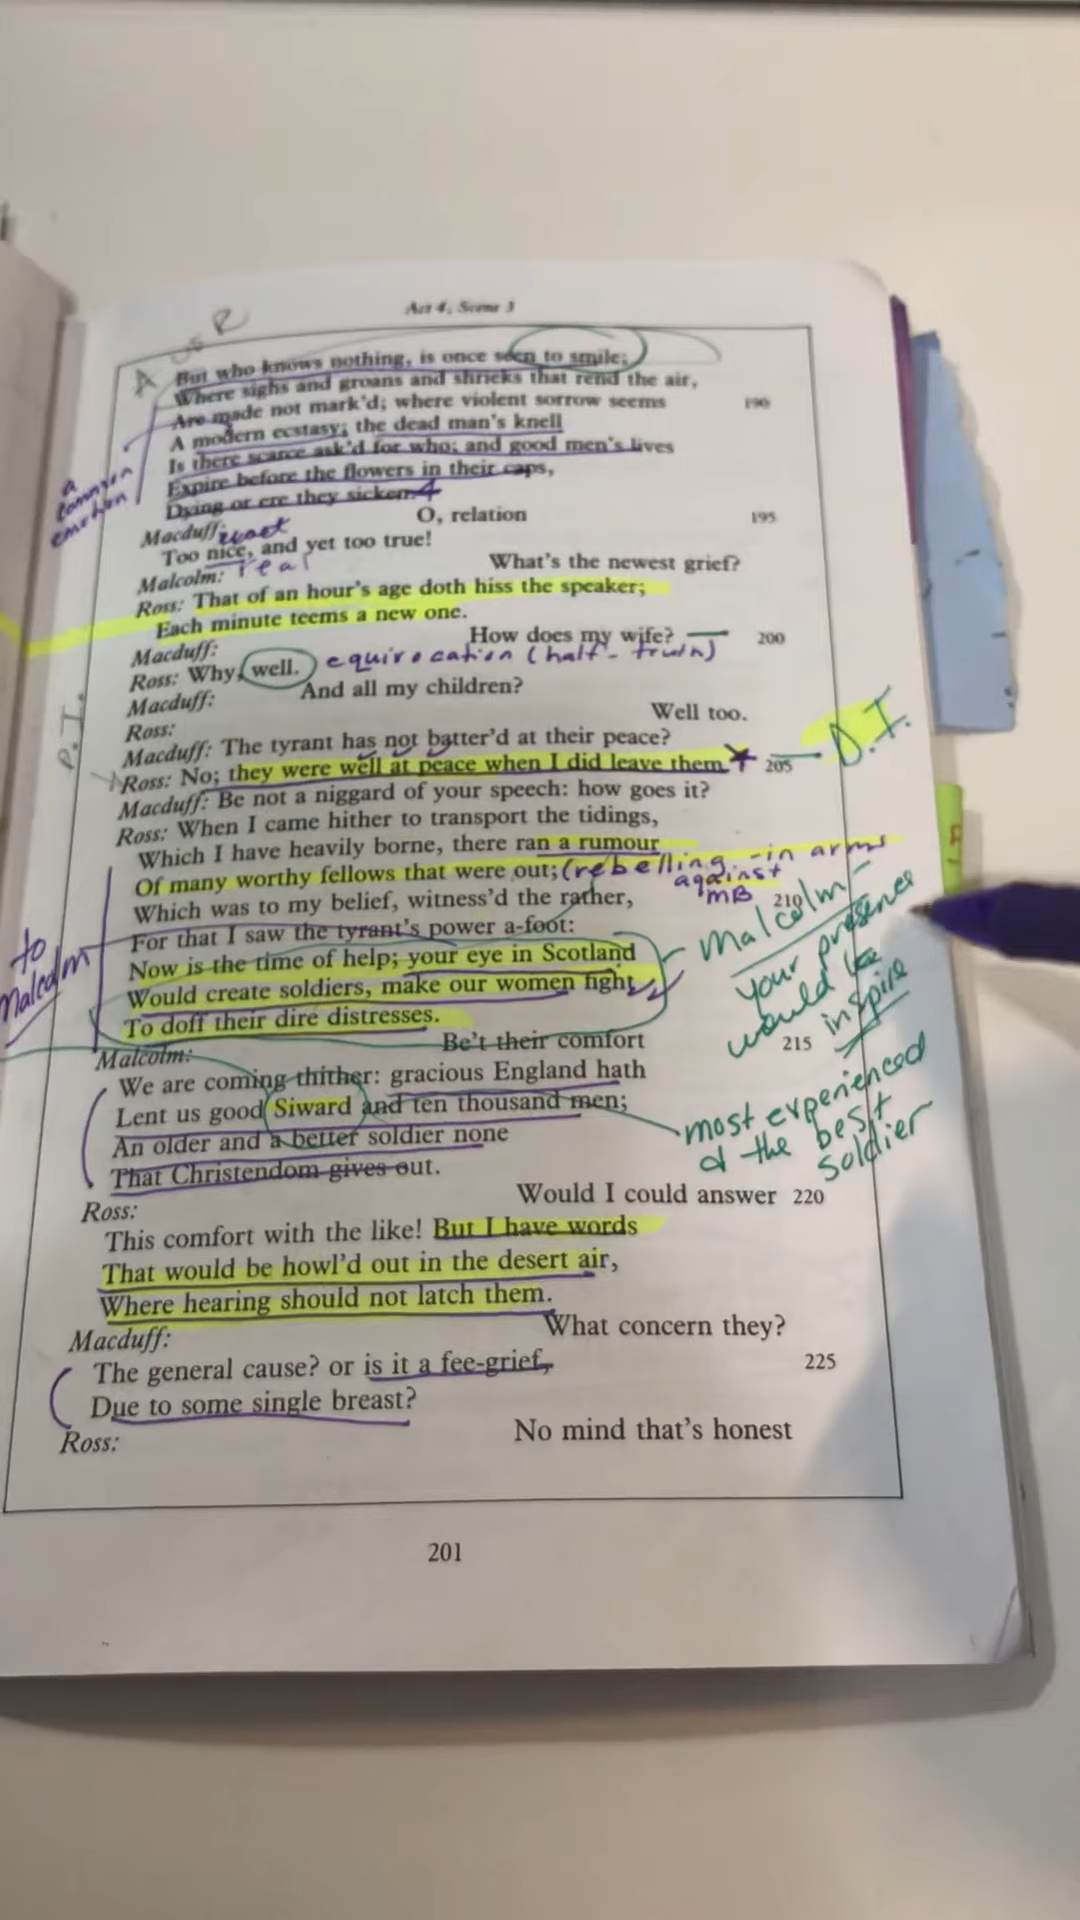 Act 4, Scene 3
But who knows nothing, is once seen to smile;
Where sighs and groans and shrieks that rend the air,
Are made not mark'd; where violent sorrow seems 190
A modern ecstasy; the dead man's knell
Is there scarce ask'd for who; and good men's lives
Expire before the flowers in their caps,
Dying or ere they sicken.
a common emotion
Macduff: O, relation 195
exact
Too nice, and yet too true!
real
Malcolm: What's the newest grief?
Ross: That of an hour's age doth hiss the speaker;
Each minute teems a new one.
Macduff: How does my wife? 200
Ross: Why, well. equivocation (half-truth)
Macduff: And all my children?
Ross: Well too.
Macduff: The tyrant has not batter'd at their peace?
Ross: No; they were well at peace when I did leave them. 205
D.I.
Macduff: Be not a niggard of your speech: how goes it?
Ross: When I came hither to transport the tidings,
Which I have heavily borne, there ran a rumour
Of many worthy fellows that were out; (rebelling - in arms
against
MB
Which was to my belief, witness'd the rather, 210
For that I saw the tyrant's power a-foot:
to Malcolm
Now is the time of help; your eye in Scotland
Would create soldiers, make our women fight,
To doff their dire distresses.
Malcolm -
your presence
would be
inspire
Malcolm: Be't their comfort 215
We are coming thither: gracious England hath
Lent us good Siward and ten thousand men;
An older and a better soldier none
That Christendom gives out.
most experienced
& the best
soldier
Ross: Would I could answer 220
This comfort with the like! But I have words
That would be howl'd out in the desert air,
Where hearing should not latch them.
Macduff: What concern they?
The general cause? or is it a fee-grief, 225
Due to some single breast?
Ross: No mind that's honest
201